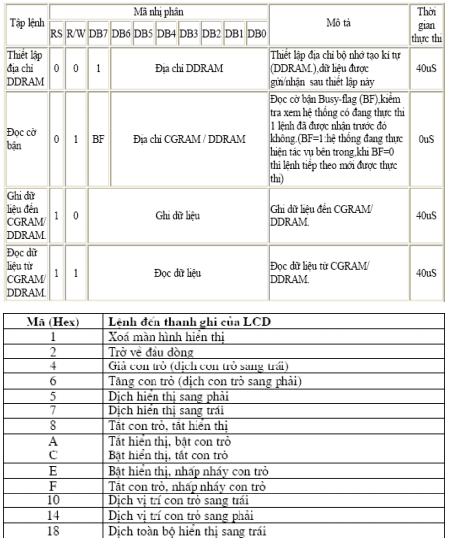 Tập lệnh
Mã nhị phân
Mô tả
Thời
gian
thực thi
RS R/W DB7 DB6 DB5 DB4 DB3 DB2 DB1 DB0
Thiết lập
địa chỉ
DDRAM
0 0 1 Địa chỉ DDRAM
Thiết lập địa chỉ bộ nhớ tạo kí tự
(DDRAM.),dữ liệu được
gửi/nhận sau thiết lập này
40uS
Đọc cờ
bận
0 1 BF Địa chỉ CGRAM / DDRAM
Đọc cờ bận Busy-flag (BF),kiểm
tra xem hệ thống có đang thực thi
1 lệnh đã được nhận trước đó
không.(BF=1:hệ thống đang thực
hiện tác vụ bên trong,khi BF=0
thì lệnh tiếp theo mới được thực
thi)
0uS
Ghi dữ
liệu đến
CGRAM/
DDRAM.
1 0 Ghi dữ liệu
Ghi dữ liệu đến CGRAM/
DDRAM.
40uS
Đọc dữ
liệu từ
CGRAM/
DDRAM.
1 1 Đọc dữ liệu
Đọc dữ liệu từ CGRAM/
DDRAM.
40uS
Mã (Hex) Lệnh đến thanh ghi của LCD
1 Xoá màn hình hiển thị
2 Trở về đầu dòng
4 Giả con trỏ (dịch con trỏ sang trái)
6 Tăng con trỏ (dịch con trỏ sang phải)
5 Dịch hiển thị sang phải
7 Dịch hiển thị sang trái
8 Tắt con trỏ, tắt hiển thị
A Tắt hiển thị, bật con trỏ
C Bật hiển thị, tắt con trỏ
E Bật hiển thị, nhấp nháy con trỏ
F Tắt con trỏ, nhấp nháy con trỏ
10 Dịch vị trí con trỏ sang trái
14 Dịch vị trí con trỏ sang phải
18 Dịch toàn bộ hiển thị sang trái